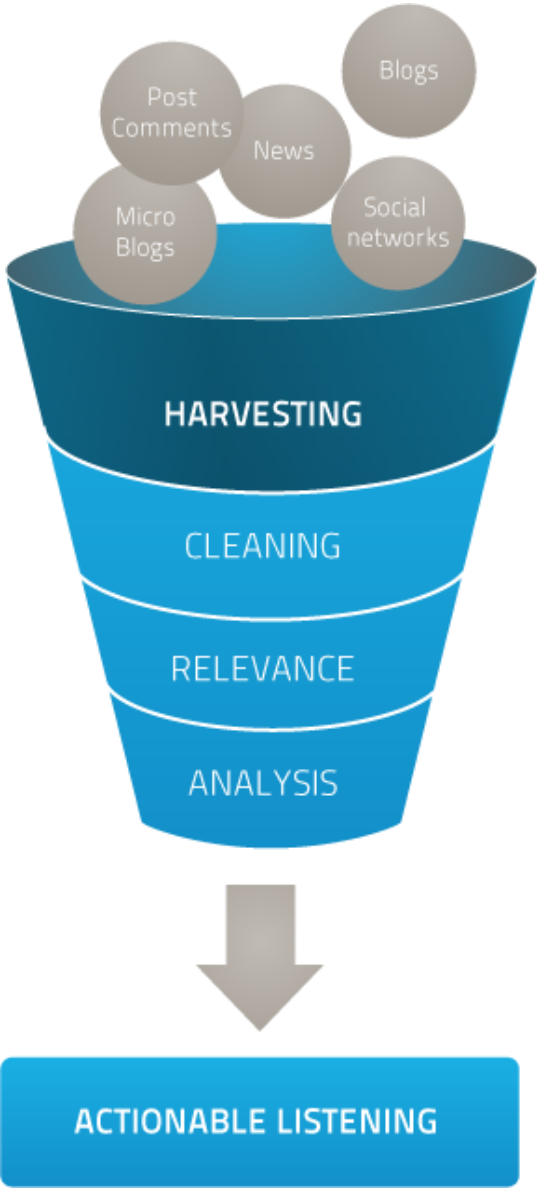 Blogs
Post
Comments
News
Micro
Blogs
Social
networks
HARVESTING
CLEANING
RELEVANCE
ANALYSIS
ACTIONABLE LISTENING